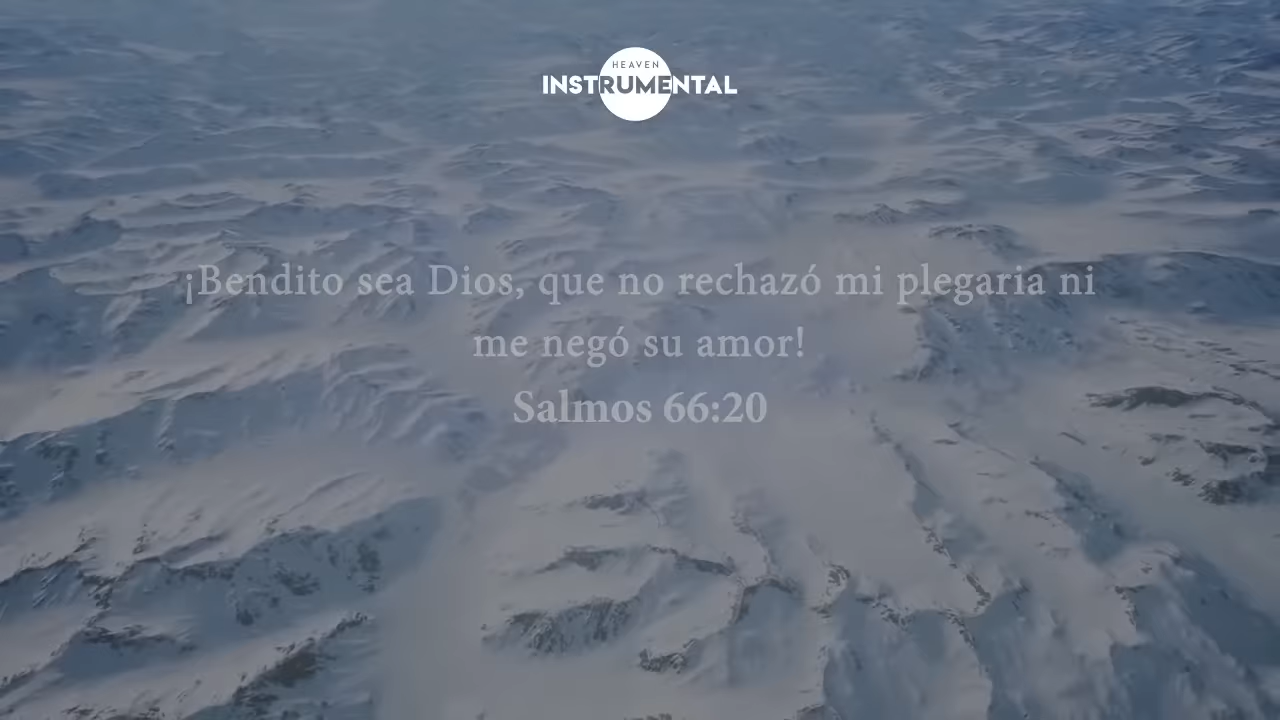 HEAVEN
INSTRUMENTAL
¡Bendito sea Dios, que no rechazó mi plegaria ni
me negó su amor!
Salmos 66:20